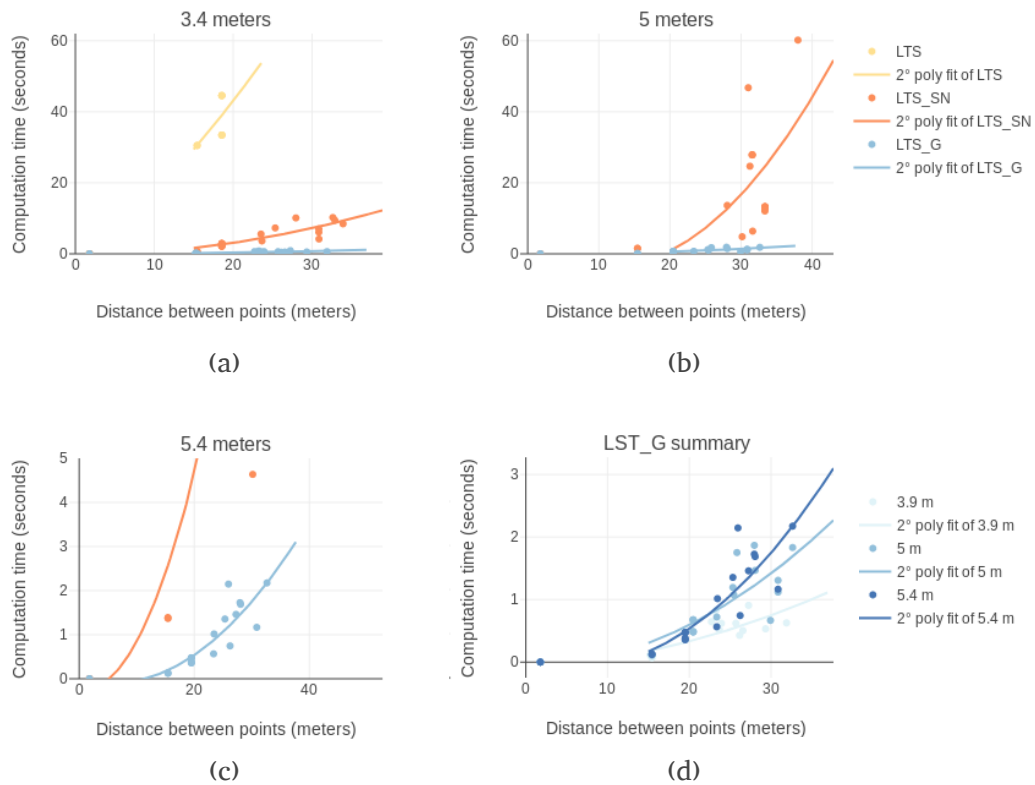 3.4 meters
Computation time (seconds)
60
40
20
0
0
10
20
30
Distance between points (meters)
(a)
5 meters
Computation time (seconds)
60
40
20
0
0
10
20
30
40
Distance between points (meters)
(b)
LTS
2° poly fit of LTS
LTS_SN
2° poly fit of LTS_SN
LTS_G
2° poly fit of LTS_G
5.4 meters
Computation time (seconds)
5
4
3
2
1
0
0
20
40
Distance between points (meters)
(c)
LST_G summary
Computation time (seconds)
3
2
1
0
0
10
20
30
Distance between points (meters)
(d)
3.9 m
2° poly fit of 3.9 m
5 m
2° poly fit of 5 m
5.4 m
2° poly fit of 5.4 m